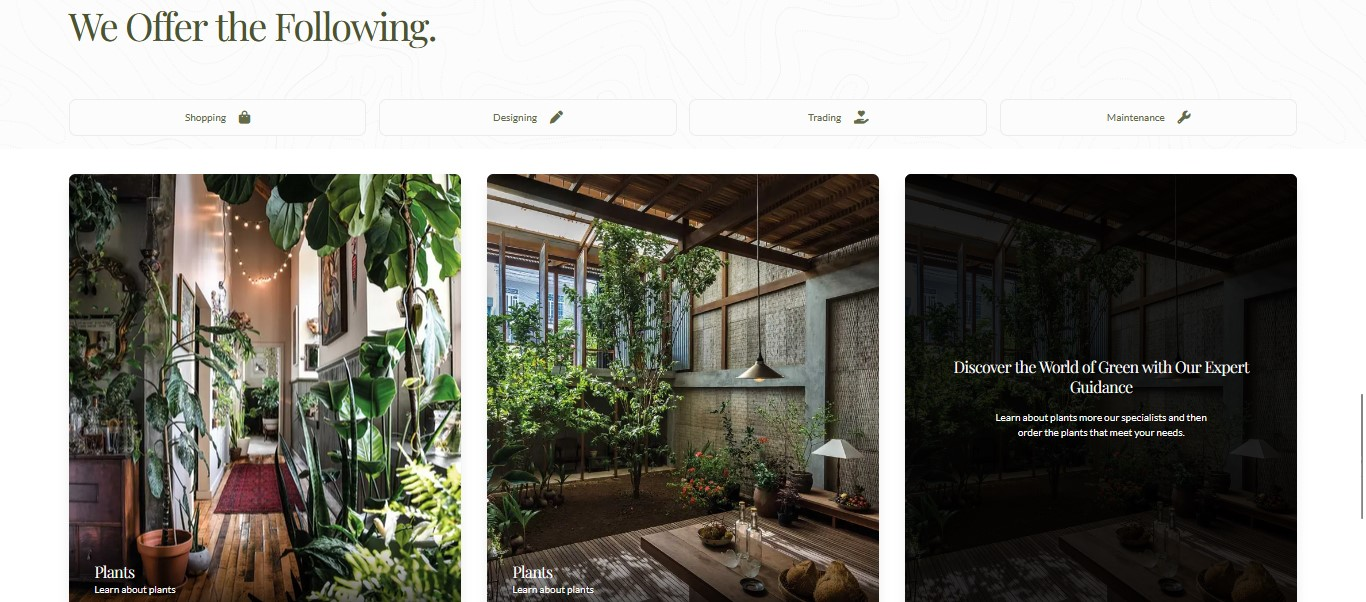 We Offer the Following.
Shopping
Designing
Trading
Maintenance
Plants
Learn about plants
Plants
Learn about plants
Discover the World of Green with Our Expert
Guidance
Learn about plants more our specialists and then
order the plants that meet your needs.